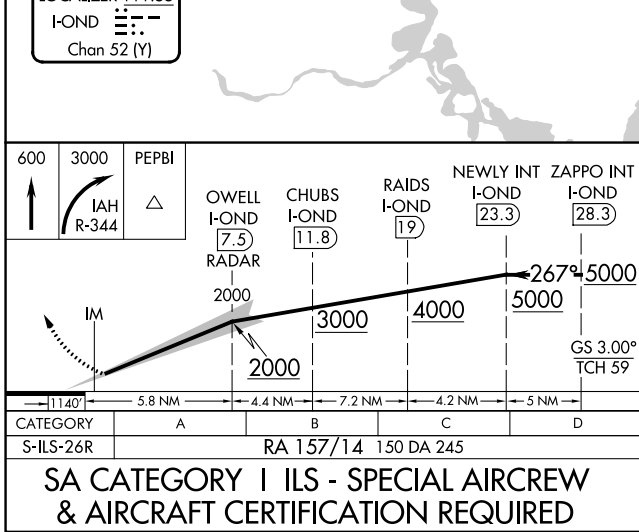 I-OND
Chan 52 (Y)
600 3000 PEPBI
IAH
R-344
OWELL
I-OND
7.5
RADAR
CHUBS
I-OND
11.8
RAIDS
I-OND
19
NEWLY INT
I-OND
23.3
ZAPPO INT
I-OND
28.3
IM
2000
2000
3000
4000
5000
267°
5000
GS 3.00°
TCH 59
1140' 5.8 NM 4.4 NM 7.2 NM 4.2 NM 5 NM
CATEGORY A B C D
S-ILS-26R RA 157/14 150 DA 245
SA CATEGORY I ILS - SPECIAL AIRCREW
& AIRCRAFT CERTIFICATION REQUIRED